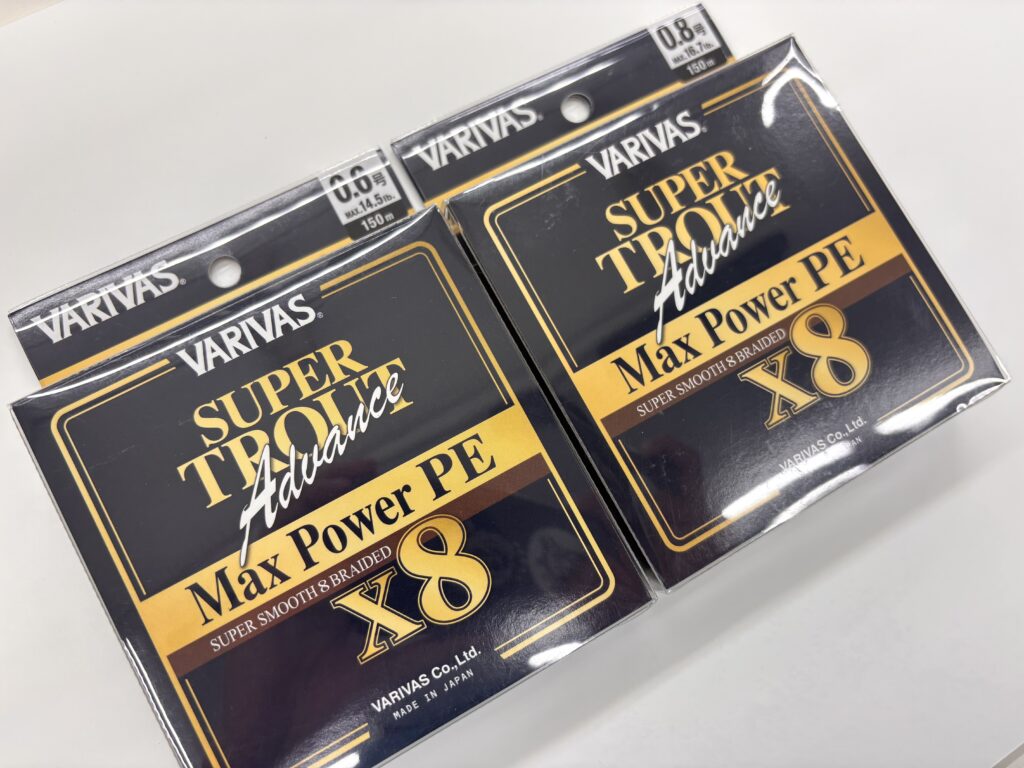 VARIVAS®
0.6号
MAX.14.5lb.
150m
VARIVAS®
SUPER
TROUT
Advance
Max Power PE
SUPER SMOOTH 8 BRAIDED
X8
VARIVAS Co.,Ltd.
MADE IN JAPAN
VARIVAS®
0.8号
MAX.16.7lb.
150m
VARIVAS®
SUPER
TROUT
Advance
Max Power PE
SUPER SMOOTH 8 BRAIDED
X8
VARIVAS Co.,Ltd.
JAPAN